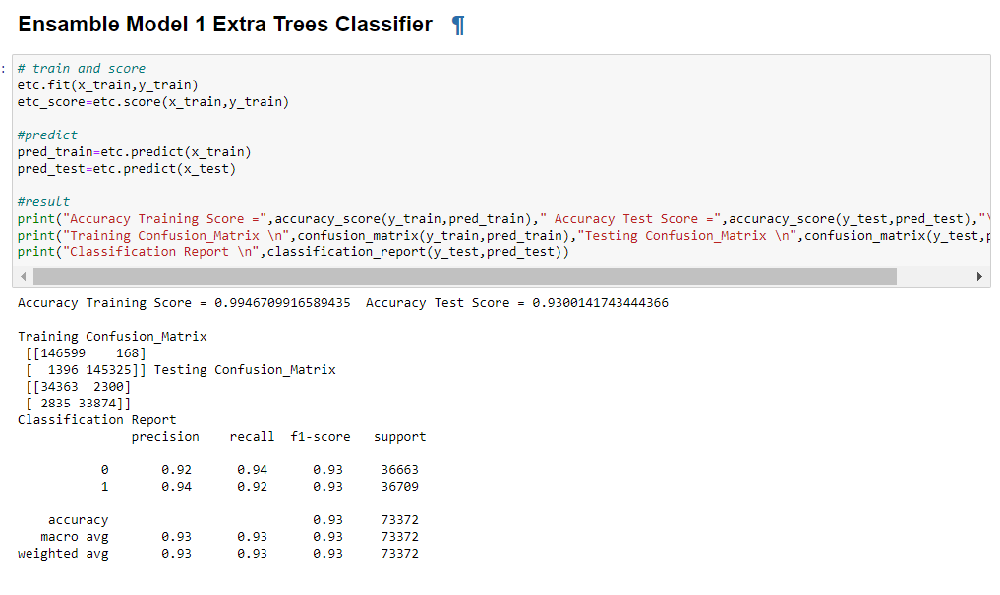 Ensamble Model 1 Extra Trees Classifier ¶
: # train and score
etc.fit(x_train,y_train)
etc_score=etc.score(x_train,y_train)
#predict
pred_train=etc.predict(x_train)
pred_test=etc.predict(x_test)
#result
print("Accuracy Training Score =",accuracy_score(y_train,pred_train)," Accuracy Test Score =",accuracy_score(y_test,pred_test),"\
print("Training Confusion_Matrix \n",confusion_matrix(y_train,pred_train),"Testing Confusion_Matrix \n",confusion_matrix(y_test,p
print("Classification Report \n",classification_report(y_test,pred_test))
Accuracy Training Score = 0.9946709916589435  Accuracy Test Score = 0.9300141743444366
Training Confusion_Matrix
[[146599    168]
[  1396 145325]] Testing Confusion_Matrix
[[34363  2300]
[ 2835 33874]]
Classification Report
precision    recall  f1-score   support
0       0.92      0.94      0.93     36663
1       0.94      0.92      0.93     36709
accuracy                           0.93     73372
macro avg       0.93      0.93      0.93     73372
weighted avg       0.93      0.93      0.93     73372